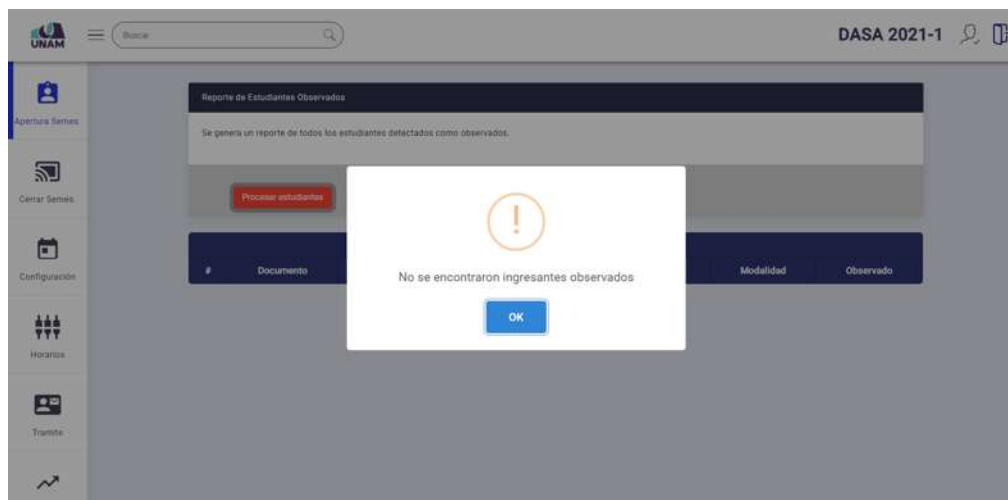 UNAM
Buscar
DASA 2021-1
Apertura Semes.
Cerrar Semes.
Configuración
Horarios
Tramite
Reporte de Estudiantes Observados
Se genera un reporte de todos los estudiantes detectados como observados.
Procesar estudiantes
# Documento Modalidad Observado
!
No se encontraron ingresantes observados
OK